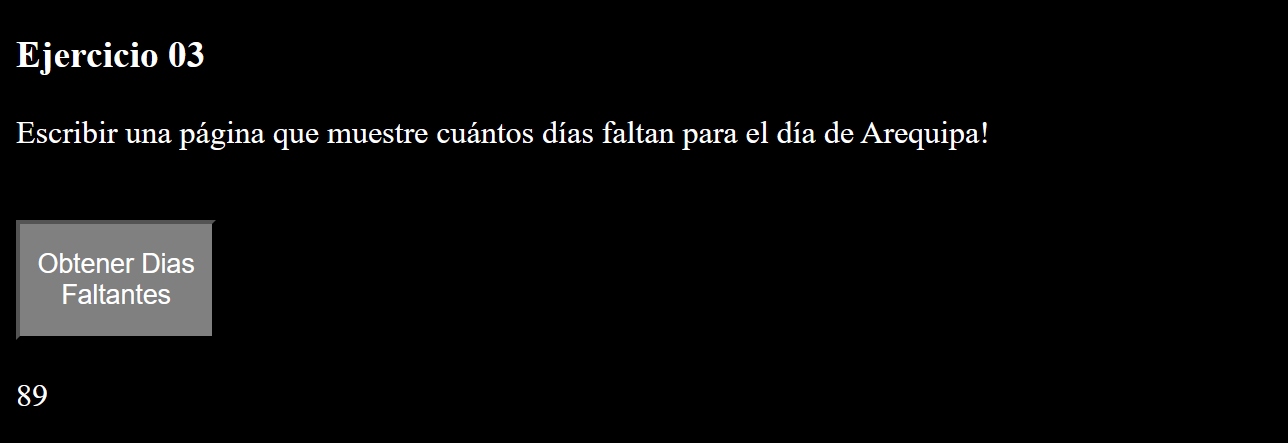 Ejercicio 03
Escribir una página que muestre cuántos días faltan para el día de Arequipa!
Obtener Dias
Faltantes
89